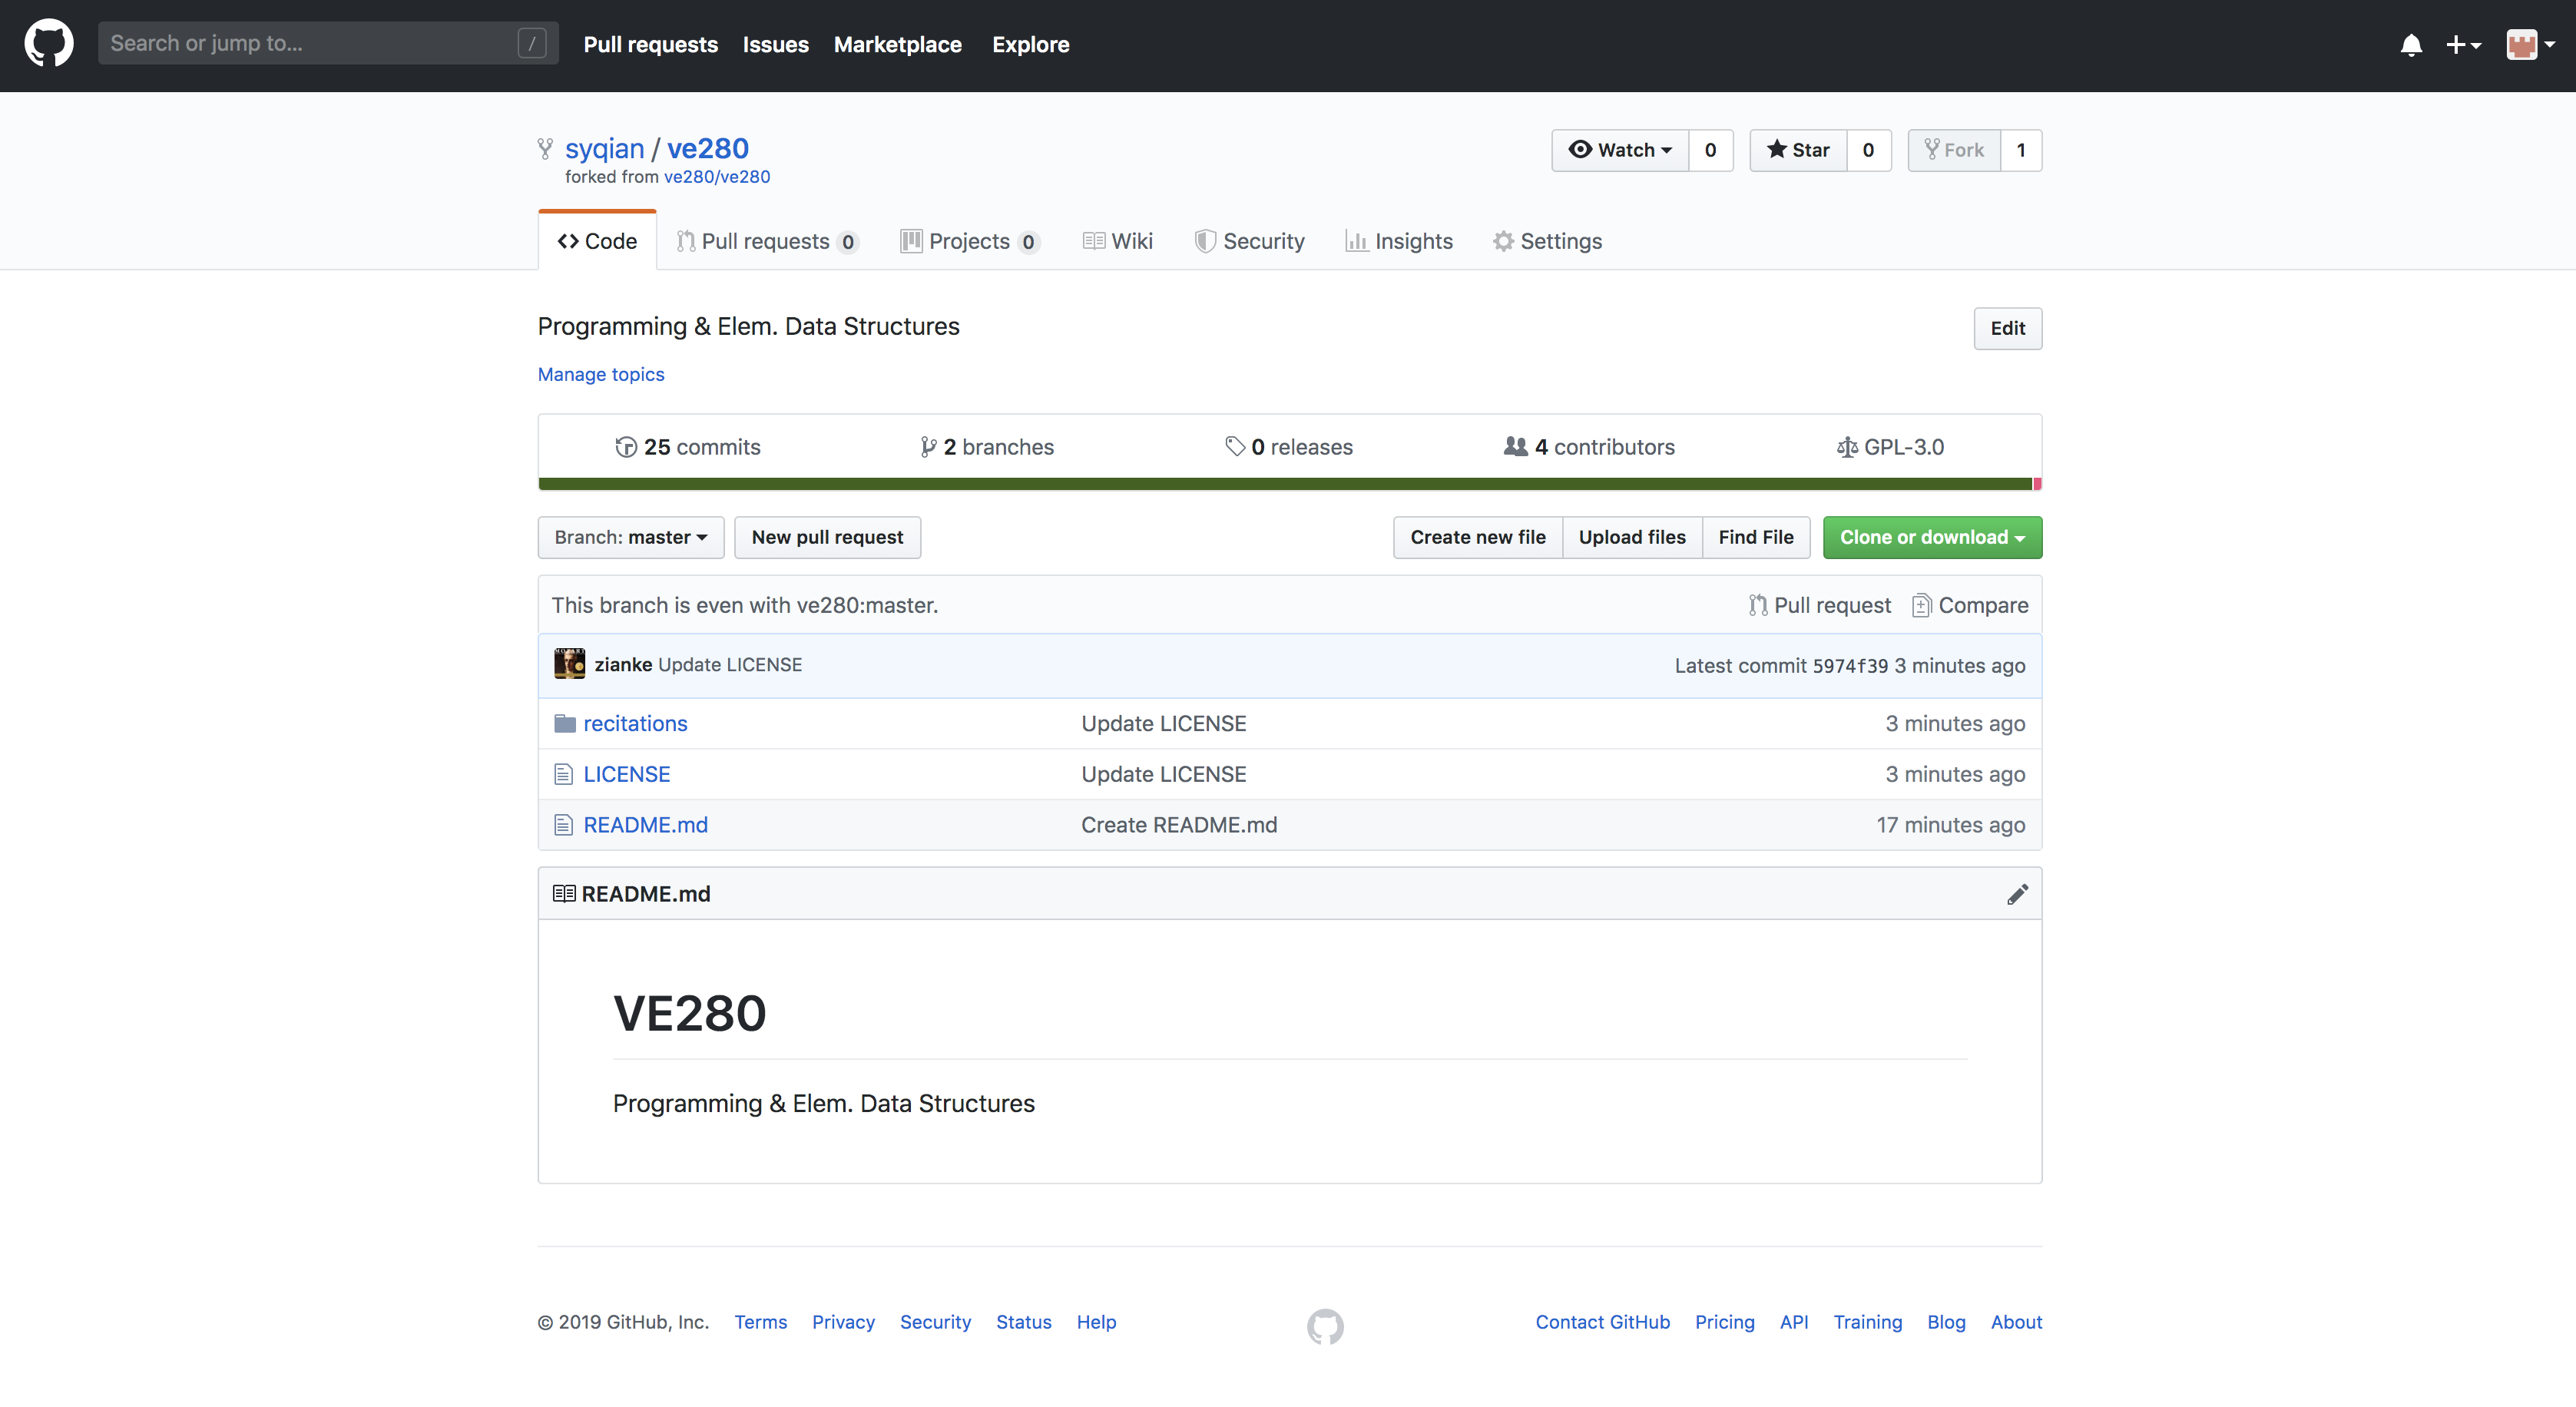 Search or jump to... /
Pull requests Issues Marketplace Explore
syqian / ve280
forked from ve280/ve280
Watch 0 Star 0 Fork 1
Code Pull requests 0 Projects 0 Wiki Security Insights Settings
Programming & Elem. Data Structures
Edit
Manage topics
25 commits 2 branches 0 releases 4 contributors GPL-3.0
Branch: master New pull request Create new file Upload files Find File Clone or download
This branch is even with ve280:master. Pull request Compare
zianke Update LICENSE Latest commit 5974f39 3 minutes ago
recitations Update LICENSE 3 minutes ago
LICENSE Update LICENSE 3 minutes ago
README.md Create README.md 17 minutes ago
README.md
VE280
Programming & Elem. Data Structures
© 2019 GitHub, Inc. Terms Privacy Security Status Help Contact GitHub Pricing API Training Blog About